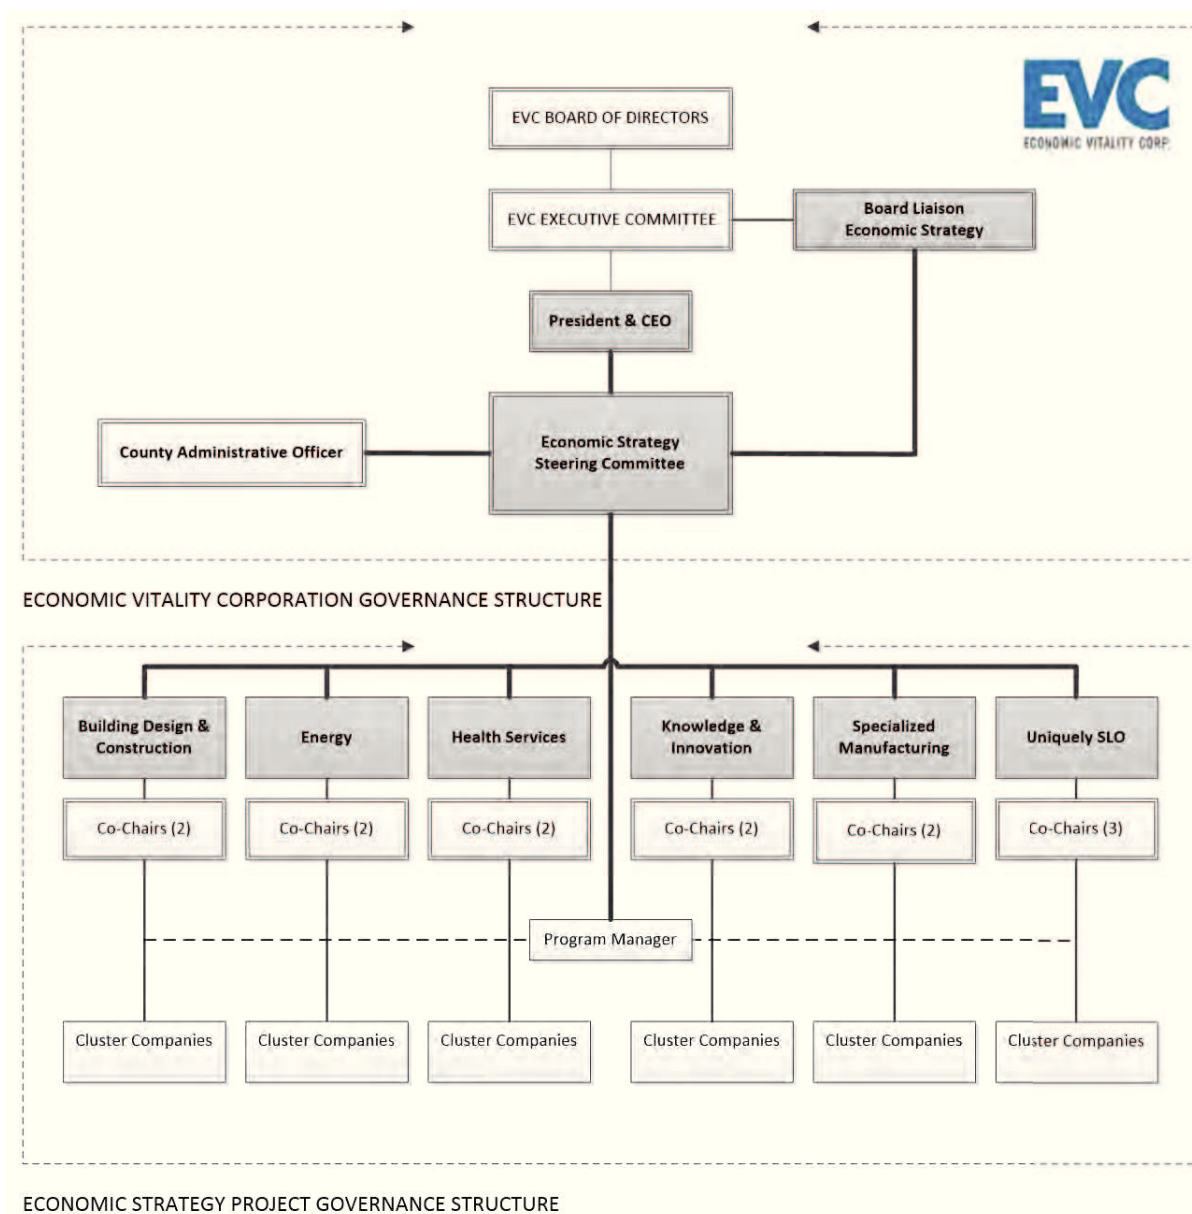 EVC
ECONOMIC VITALITY CORP.
EVC BOARD OF DIRECTORS
EVC EXECUTIVE COMMITTEE
Board Liaison
Economic Strategy
President & CEO
County Administrative Officer
Economic Strategy
Steering Committee
ECONOMIC VITALITY CORPORATION GOVERNANCE STRUCTURE
Building Design &
Construction
Energy
Health Services
Knowledge &
Innovation
Specialized
Manufacturing
Uniquely SLO
Co-Chairs (2)
Co-Chairs (2)
Co-Chairs (2)
Co-Chairs (2)
Co-Chairs (2)
Co-Chairs (3)
Program Manager
Cluster Companies
Cluster Companies
Cluster Companies
Cluster Companies
Cluster Companies
Cluster Companies
ECONOMIC STRATEGY PROJECT GOVERNANCE STRUCTURE